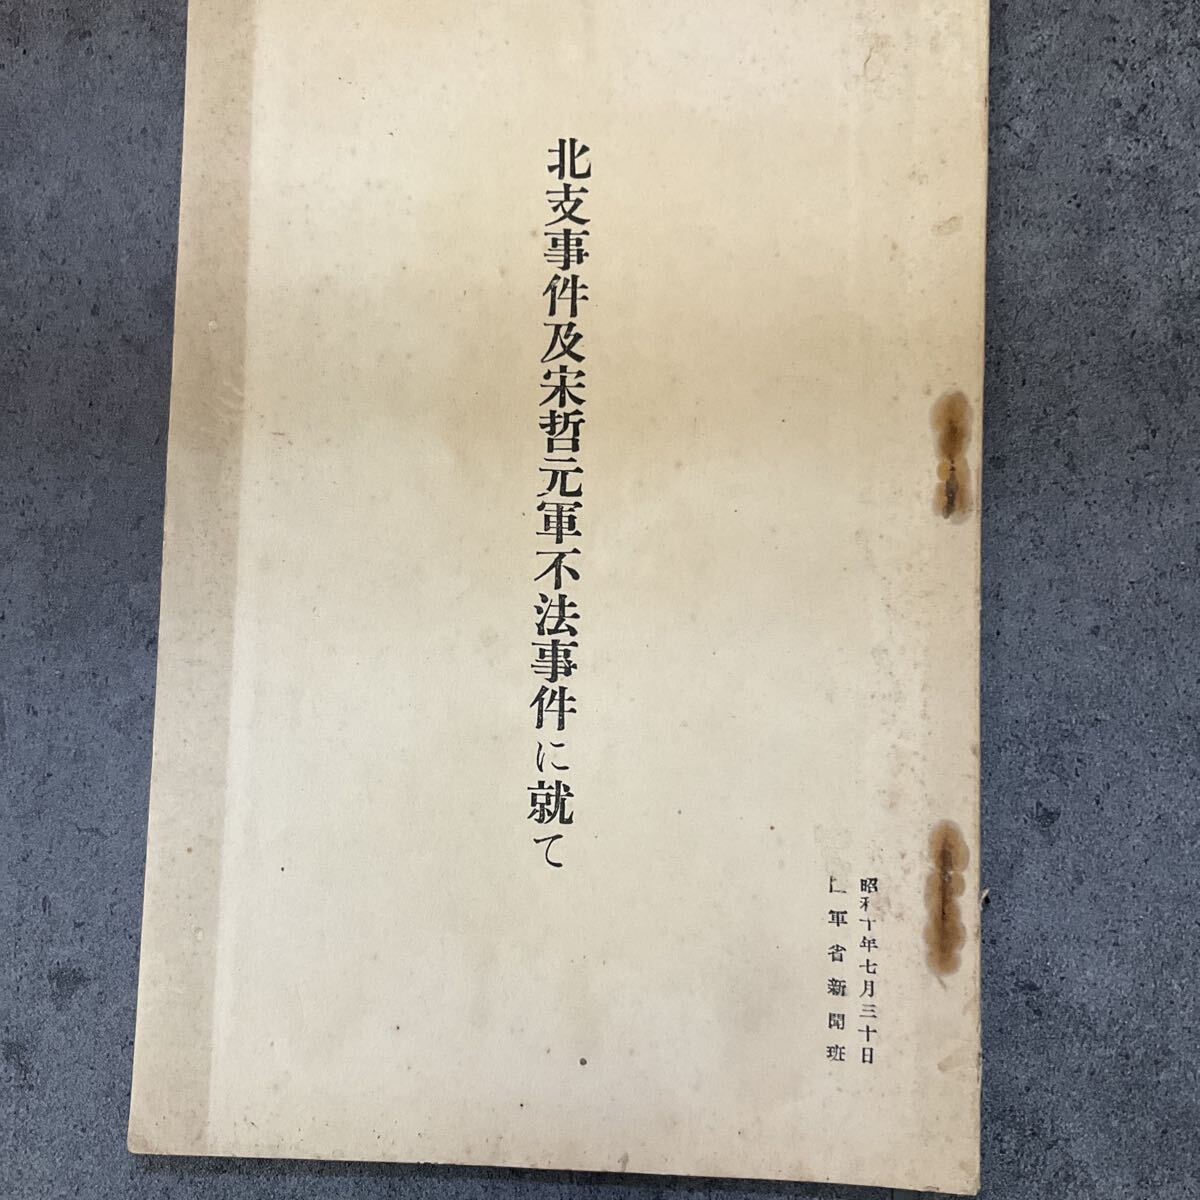 昭和十年七月三十日
軍省新聞班
北支事件及宋哲元軍不法事件に就て